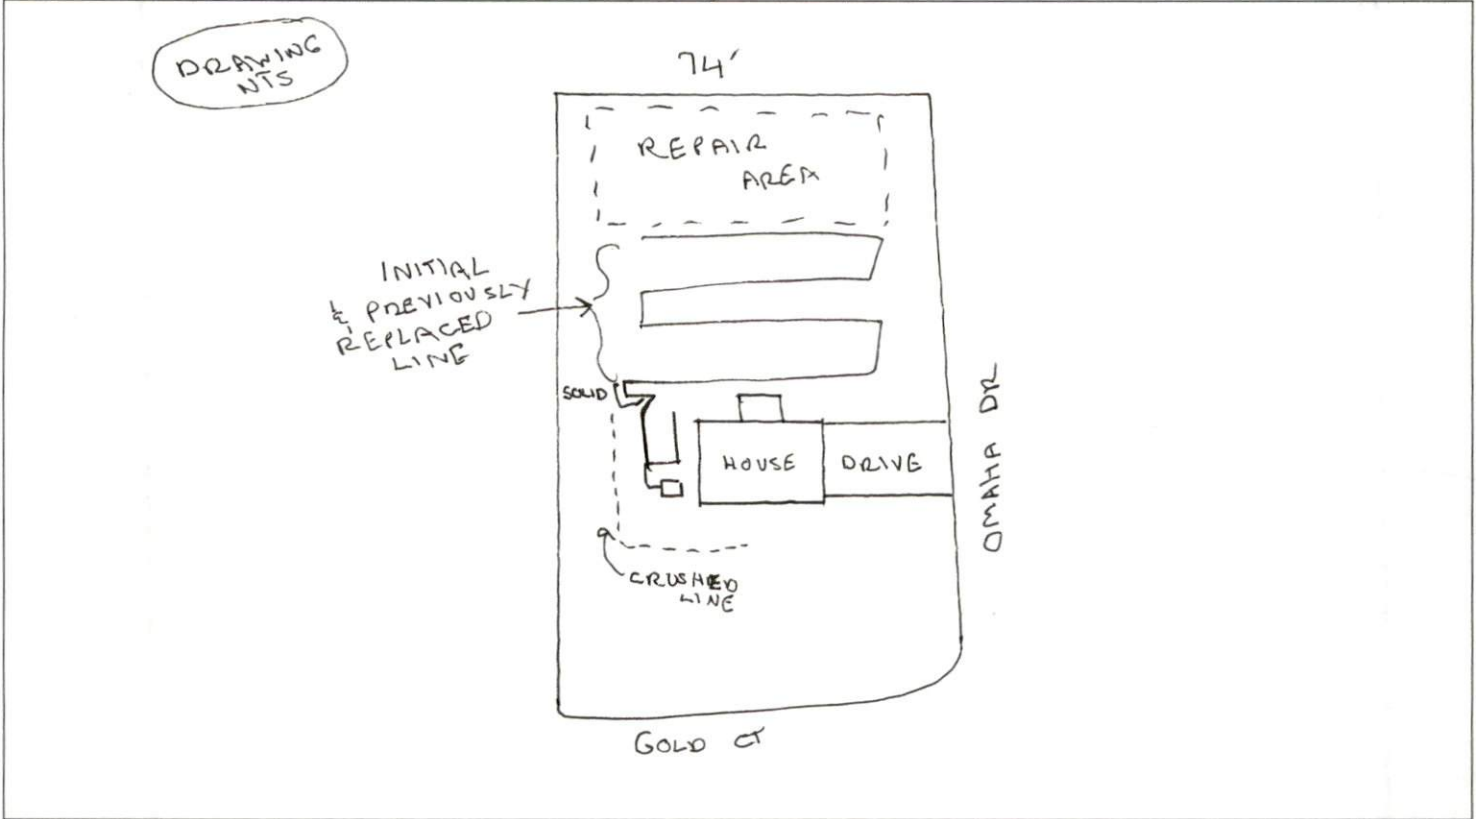 DRAWING
NTS
74'
REPAIR
AREA
INITIAL
& PREVIOUSLY
REPLACED
LINE
SOLID
HOUSE
DRIVE
OMAHA DR
CRUSHED
LINE
GOLD CT